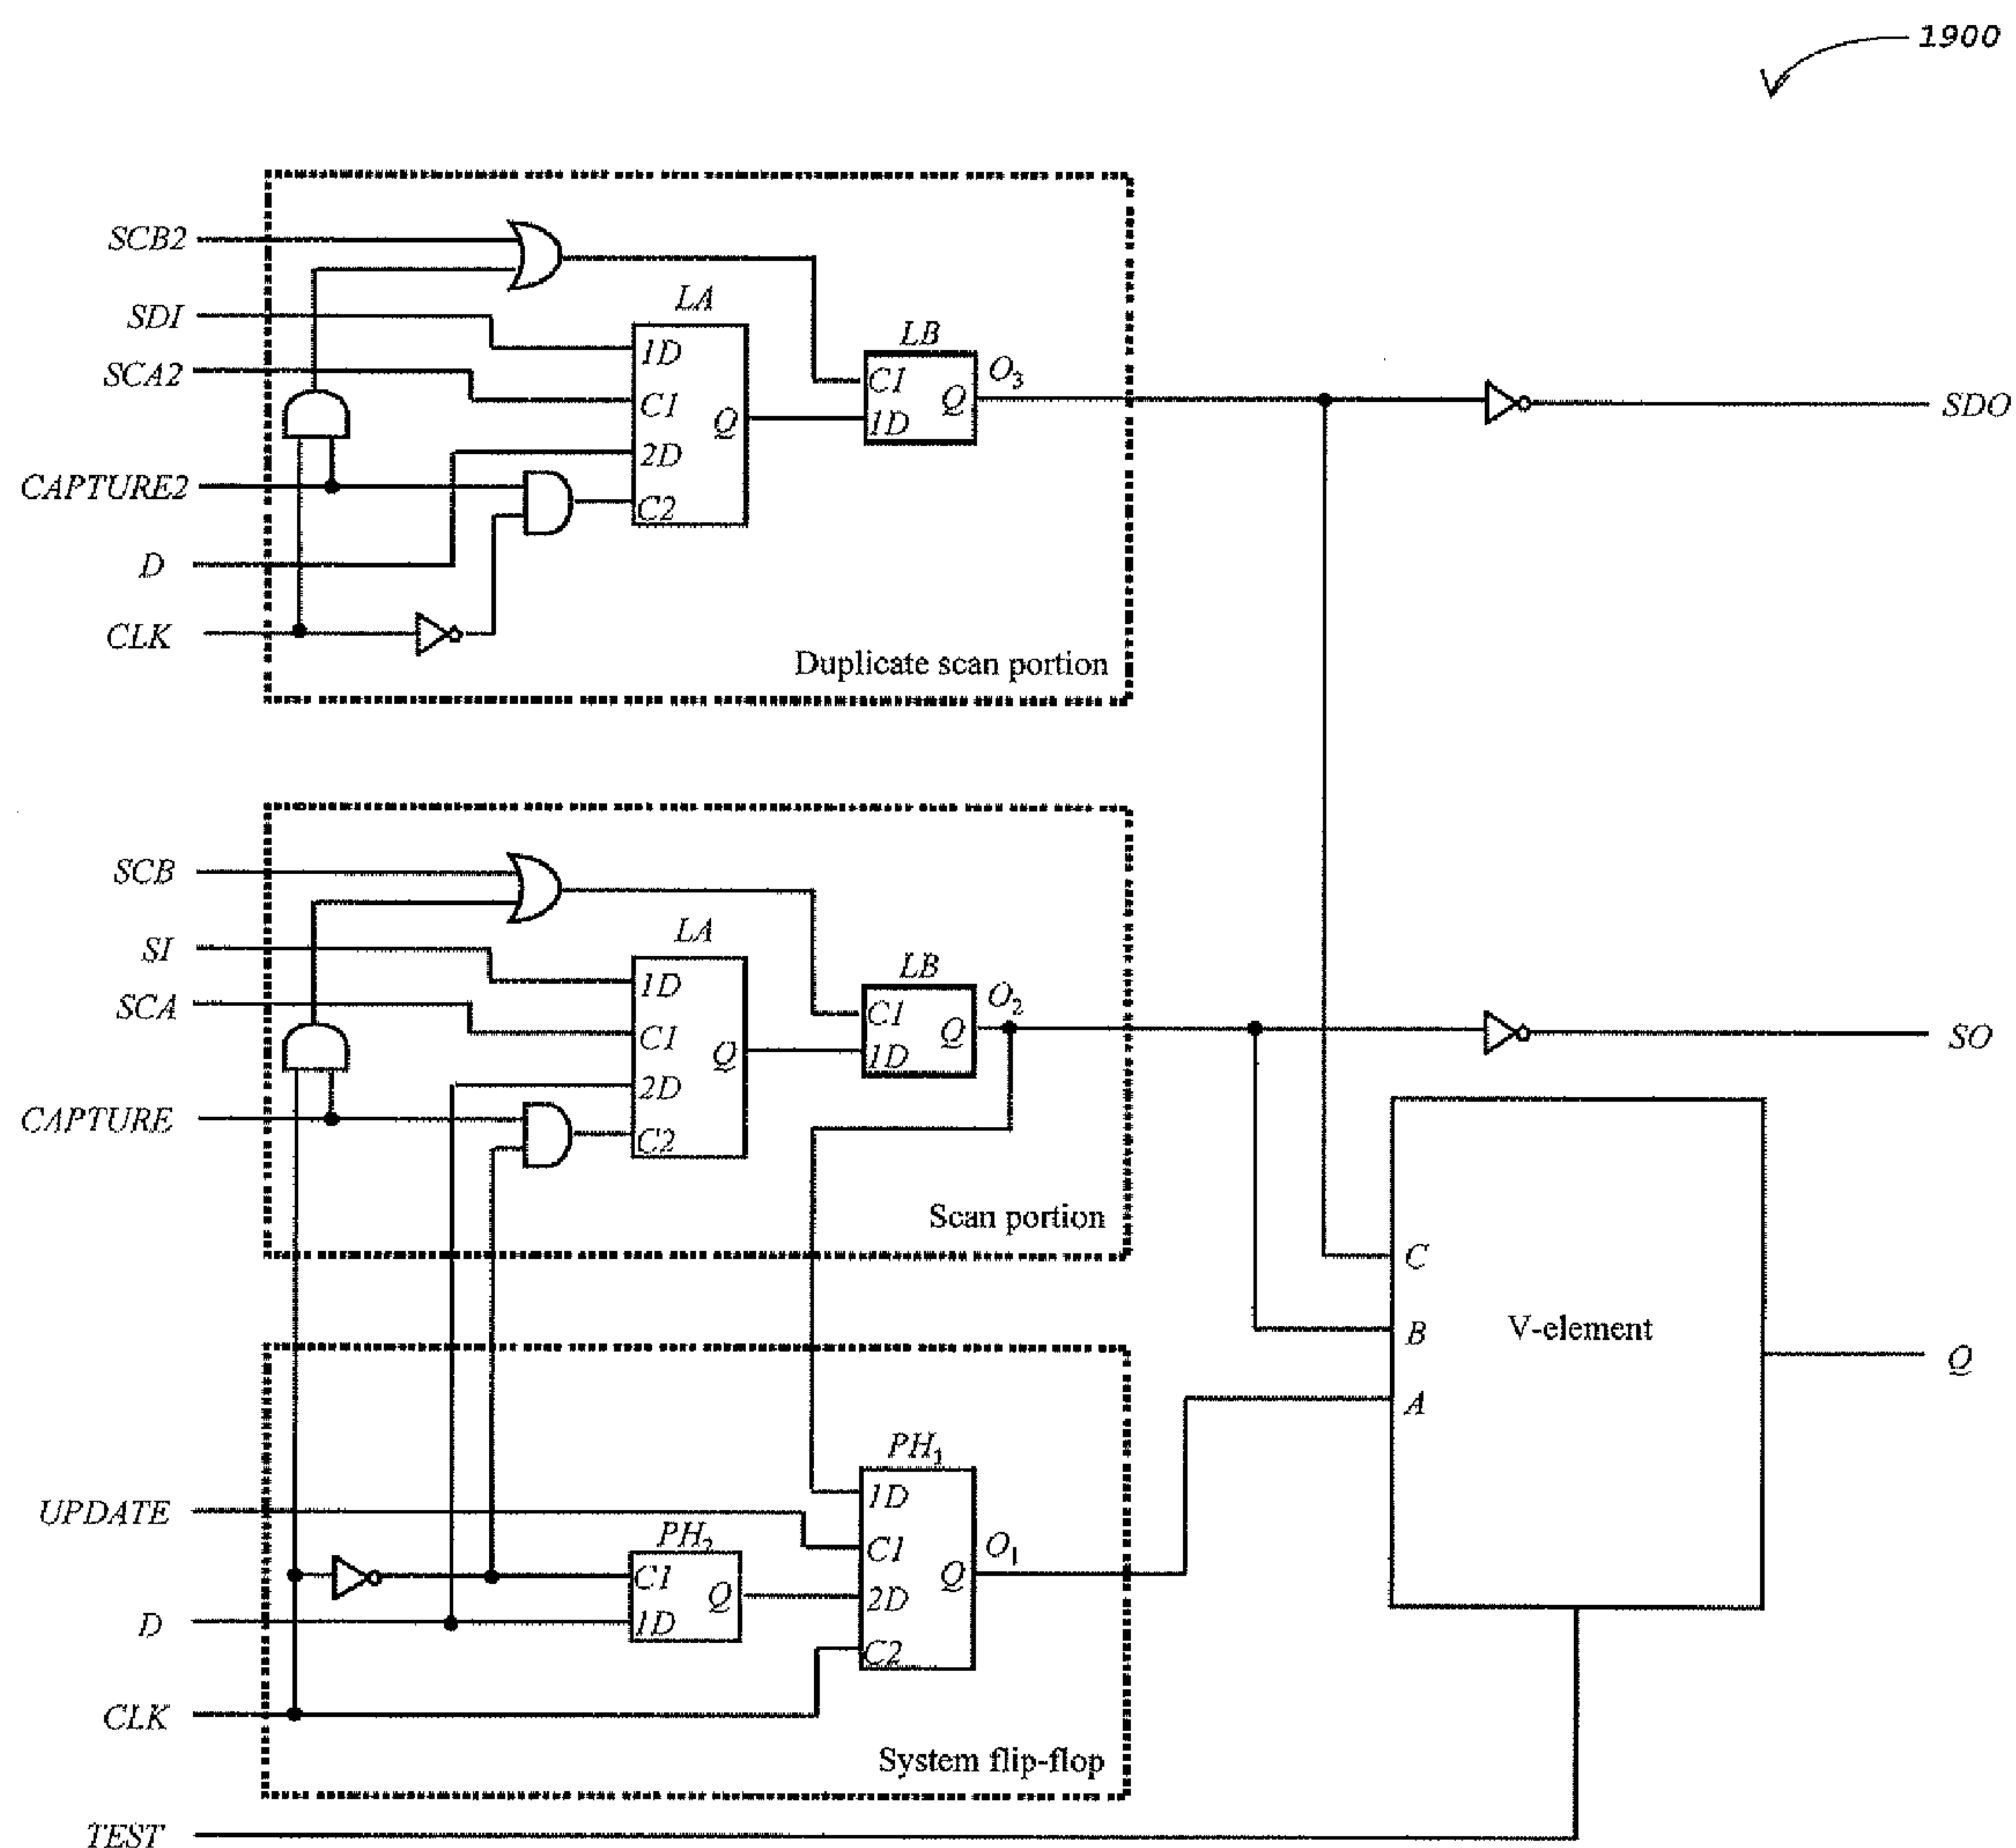 1900
SCB2
SDI
SCA2
CAPTURE2
D
CLK
LA
1D
C1
2D
C2
Q
LB
C1
1D
Q
O3
SDO
Duplicate scan portion
SCB
SI
SCA
CAPTURE
LA
1D
C1
2D
C2
Q
LB
C1
1D
Q
O2
SO
Scan portion
C
B
A
V-element
Q
UPDATE
D
CLK
PH2
C1
1D
Q
PH1
1D
C1
2D
C2
Q
O1
System flip-flop
TEST